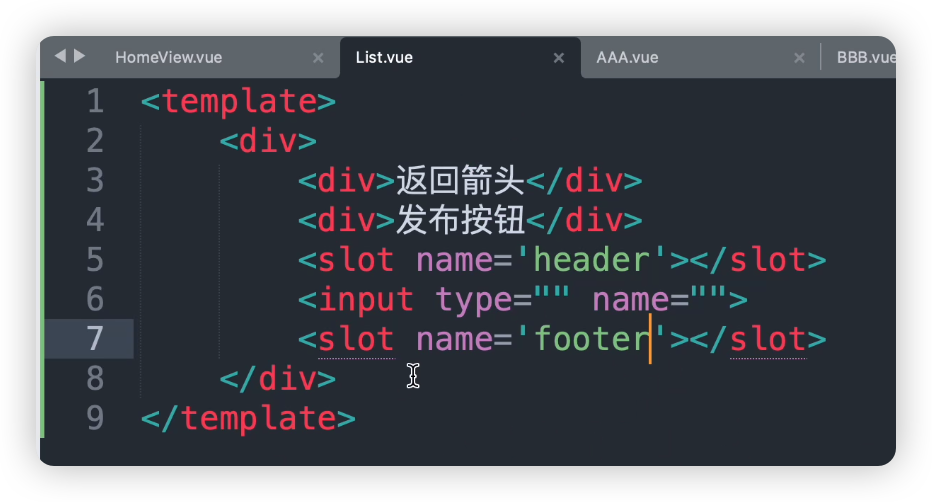 HomeView.vue × List.vue × AAA.vue × BBB.vue
1 <template>
2 <div>
3 <div>返回箭头</div>
4 <div>发布按钮</div>
5 <slot name='header'></slot>
6 <input type="" name="">
7 <slot name='footer'></slot>
8 </div>
9 </template>